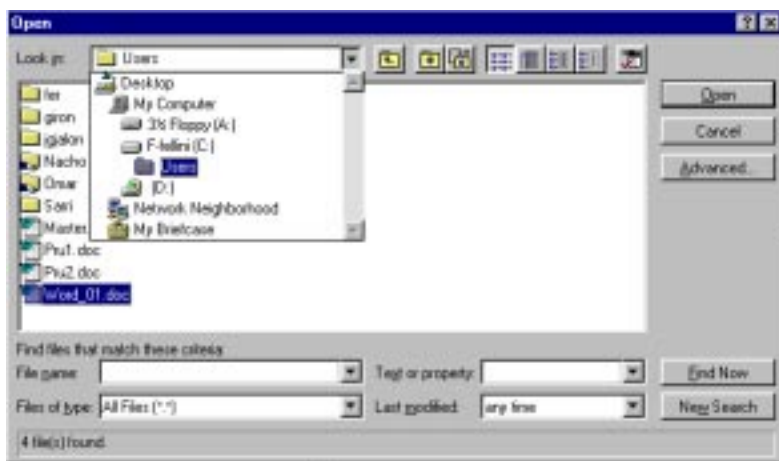 Open
Look in: Users
Desktop
My Computer
3½ Floppy (A:)
F-fellini (C:)
Users
(D:)
Network Neighborhood
My Briefcase
fer
giron
Nacho
Omar
Sari
Master.
Pru1.doc
Pru2.doc
Word_01.doc
Open
Cancel
Advanced...
Find files that match these criteria:
File name: Text or property: Find Now
Files of type: All Files (*.*) Last modified: any time New Search
4 file(s) found.